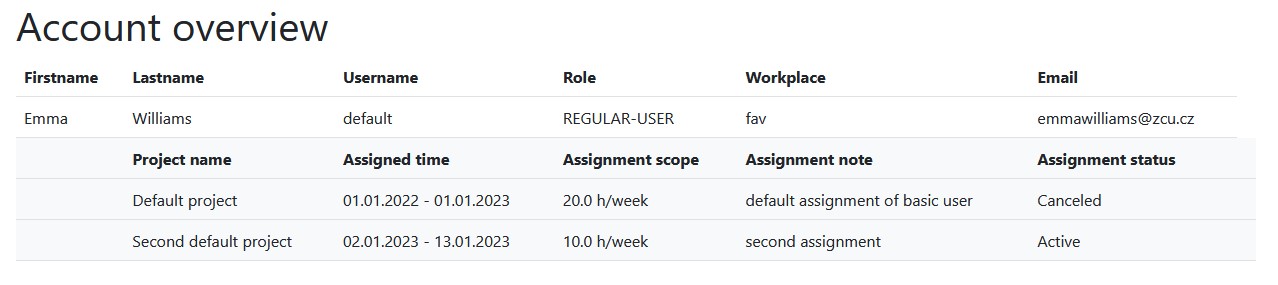 Account overview
Firstname Lastname Username Role Workplace Email
Emma Williams default REGULAR-USER fav emmawilliams@zcu.cz
Project name Assigned time Assignment scope Assignment note Assignment status
Default project 01.01.2022 - 01.01.2023 20.0 h/week default assignment of basic user Canceled
Second default project 02.01.2023 - 13.01.2023 10.0 h/week second assignment Active